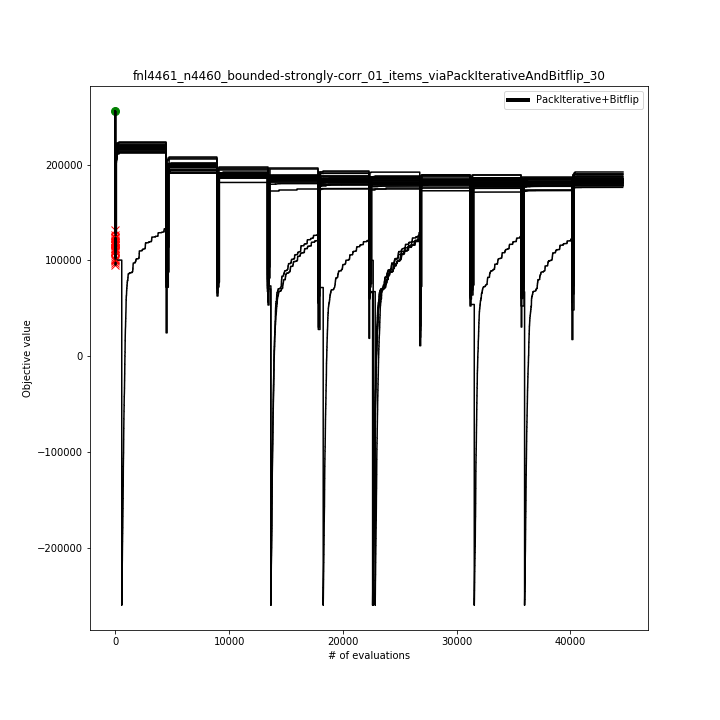 fnl4461_n4460_bounded-strongly-corr_01_items_viaPackIterativeAndBitflip_30
PackIterative+Bitflip
200000
100000
0
−100000
−200000
Objective value
0 10000 20000 30000 40000
# of evaluations